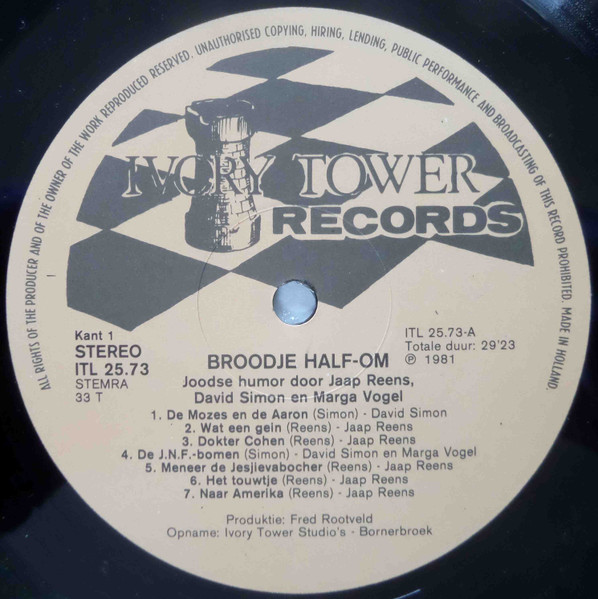 ALL RIGHTS OF THE PRODUCER AND OF THE OWNER OF THE WORK REPRODUCED RESERVED. UNAUTHORISED COPYING, HIRING, LENDING, PUBLIC PERFORMANCE AND BROADCASTING OF THIS RECORD PROHIBITED. MADE IN HOLLAND.
IVORY TOWER
RECORDS
Kant 1
STEREO
ITL 25.73
STEMRA
33 T
ITL 25.73-A
Totale duur: 29'23
℗ 1981
BROODJE HALF-OM
Joodse humor door Jaap Reens,
David Simon en Marga Vogel
1. De Mozes en de Aaron (Simon) - David Simon
2. Wat een gein (Reens) - Jaap Reens
3. Dokter Cohen (Reens) - Jaap Reens
4. De J.N.F.-bomen (Simon) - David Simon en Marga Vogel
5. Meneer de Jesjievabocher (Reens) - Jaap Reens
6. Het touwtje (Reens) - Jaap Reens
7. Naar Amerika (Reens) - Jaap Reens
Produktie: Fred Rootveld
Opname: Ivory Tower Studio's - Bornerbroek